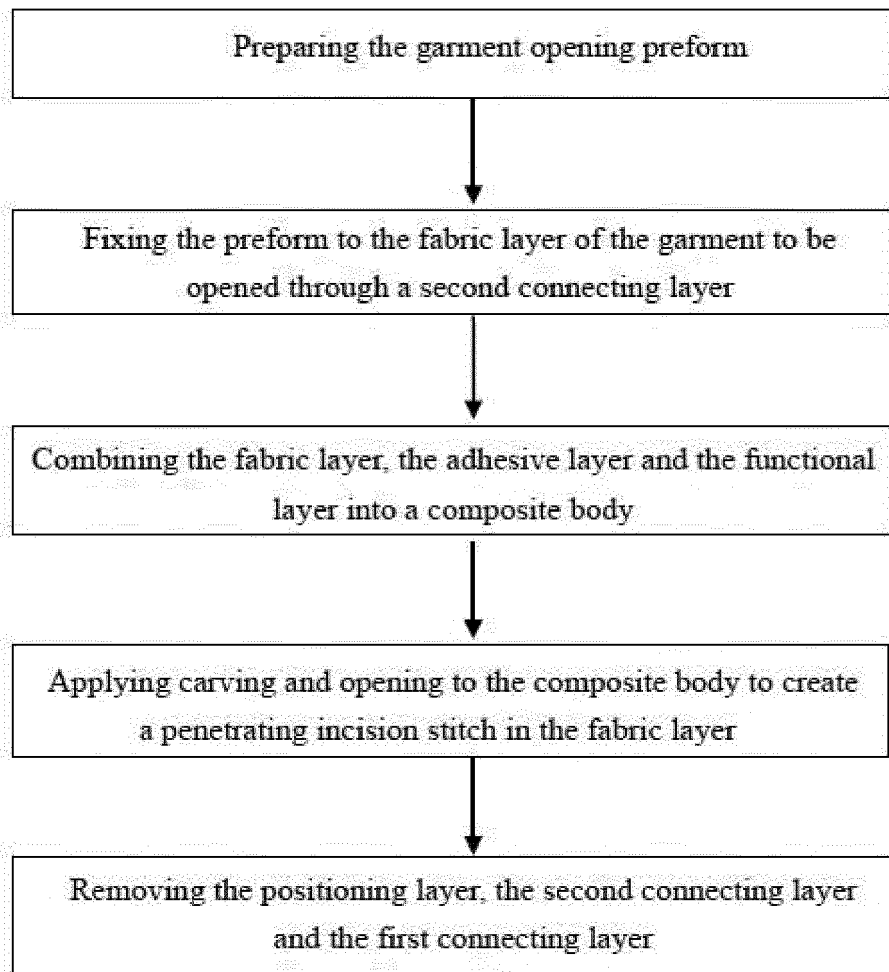 Preparing the garment opening preform
Fixing the preform to the fabric layer of the garment to be
opened through a second connecting layer
Combining the fabric layer, the adhesive layer and the functional
layer into a composite body
Applying carving and opening to the composite body to create
a penetrating incision stitch in the fabric layer
Removing the positioning layer, the second connecting layer
and the first connecting layer